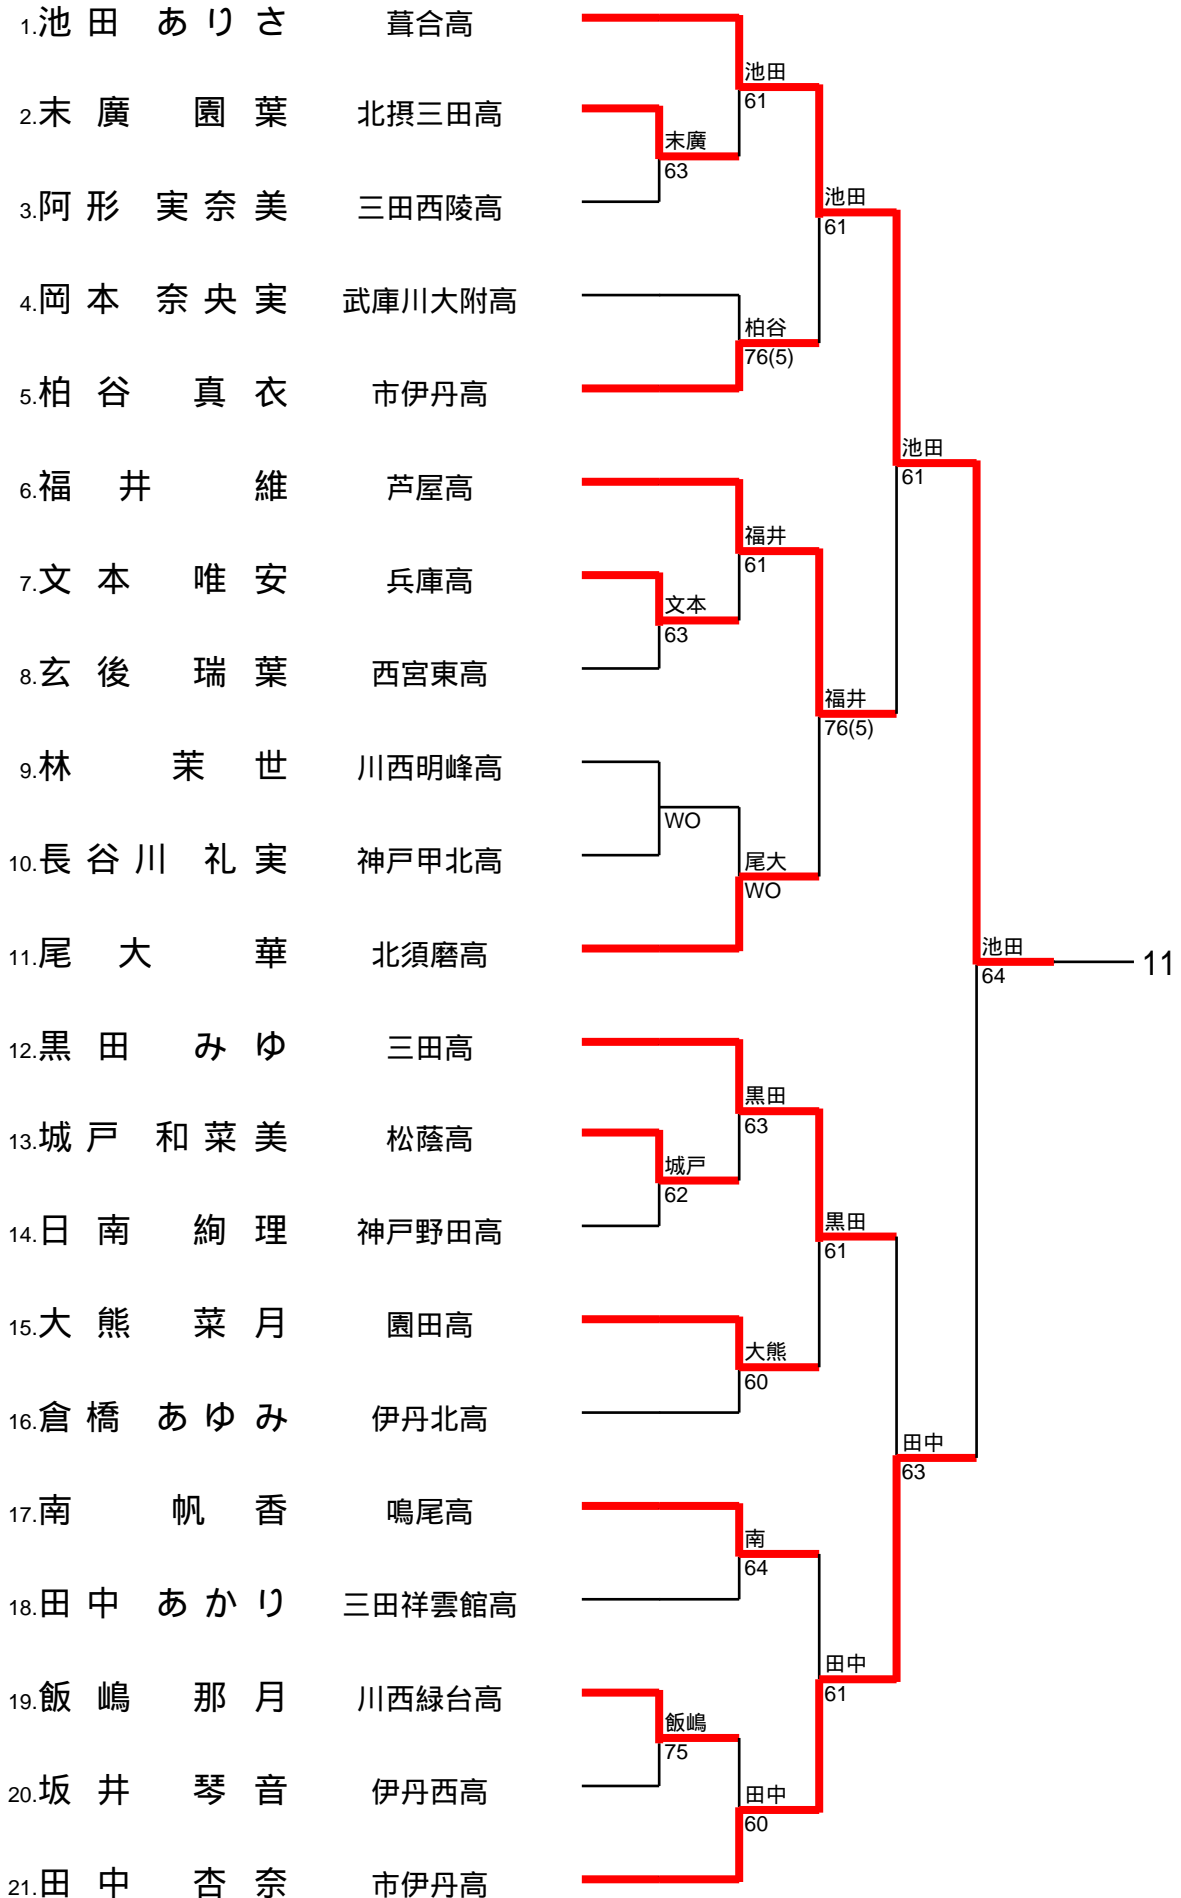 1.池田 ありさ 葺合高
池田
61
2.末廣 園葉 北摂三田高
末廣
63
3.阿形 実奈美 三田西陵高
池田
61
4.岡本 奈央実 武庫川大附高
柏谷
76(5)
5.柏谷 真衣 市伊丹高
池田
61
6.福井 維 芦屋高
福井
61
7.文本 唯安 兵庫高
文本
63
8.玄後 瑞葉 西宮東高
福井
76(5)
9.林 茉世 川西明峰高
WO
10.長谷川 礼実 神戸甲北高
尾大
WO
11.尾大 華 北須磨高
池田
64
11
12.黒田 みゆ 三田高
黒田
63
13.城戸 和菜美 松蔭高
城戸
62
14.日南 絢理 神戸野田高
黒田
61
15.大熊 菜月 園田高
大熊
60
16.倉橋 あゆみ 伊丹北高
田中
63
17.南 帆香 鳴尾高
南
64
18.田中 あかり 三田祥雲館高
田中
61
19.飯嶋 那月 川西緑台高
飯嶋
75
20.坂井 琴音 伊丹西高
田中
60
21.田中 杏奈 市伊丹高